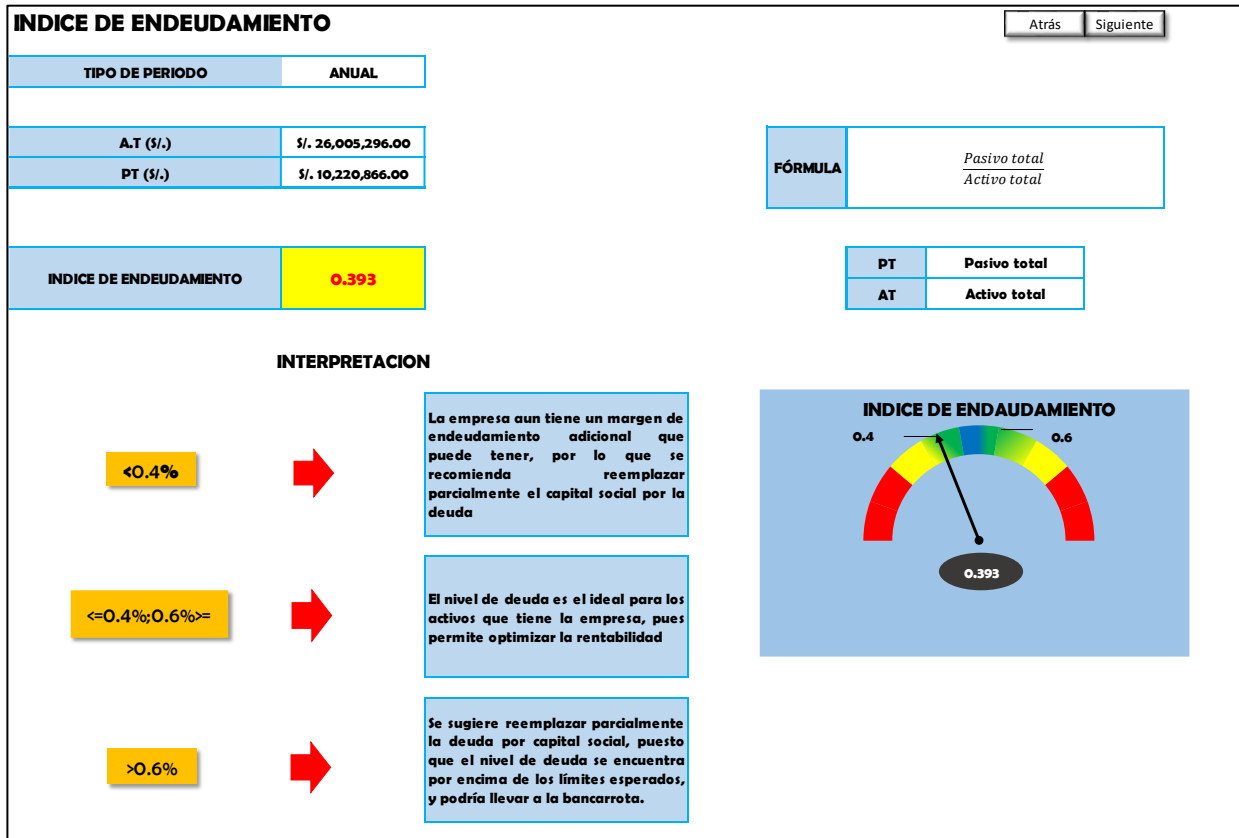 INDICE DE ENDEUDAMIENTO
Atrás Siguiente
TIPO DE PERIODO ANUAL
A.T (S/.) S/. 26,005,296.00
PT (S/.) S/. 10,220,866.00
FÓRMULA
Pasivo total
Activo total
INDICE DE ENDEUDAMIENTO 0.393
PT Pasivo total
AT Activo total
INTERPRETACION
<0.4%
La empresa aun tiene un margen de
endeudamiento adicional que
puede tener, por lo que se
recomienda reemplazar
parcialmente el capital social por la
deuda
<=0.4%;0.6%>=
El nivel de deuda es el ideal para los
activos que tiene la empresa, pues
permite optimizar la rentabilidad
>0.6%
Se sugiere reemplazar parcialmente
la deuda por capital social, puesto
que el nivel de deuda se encuentra
por encima de los límites esperados,
y podría llevar a la bancarrota.
INDICE DE ENDAUDAMIENTO
0.4 0.6
0.393